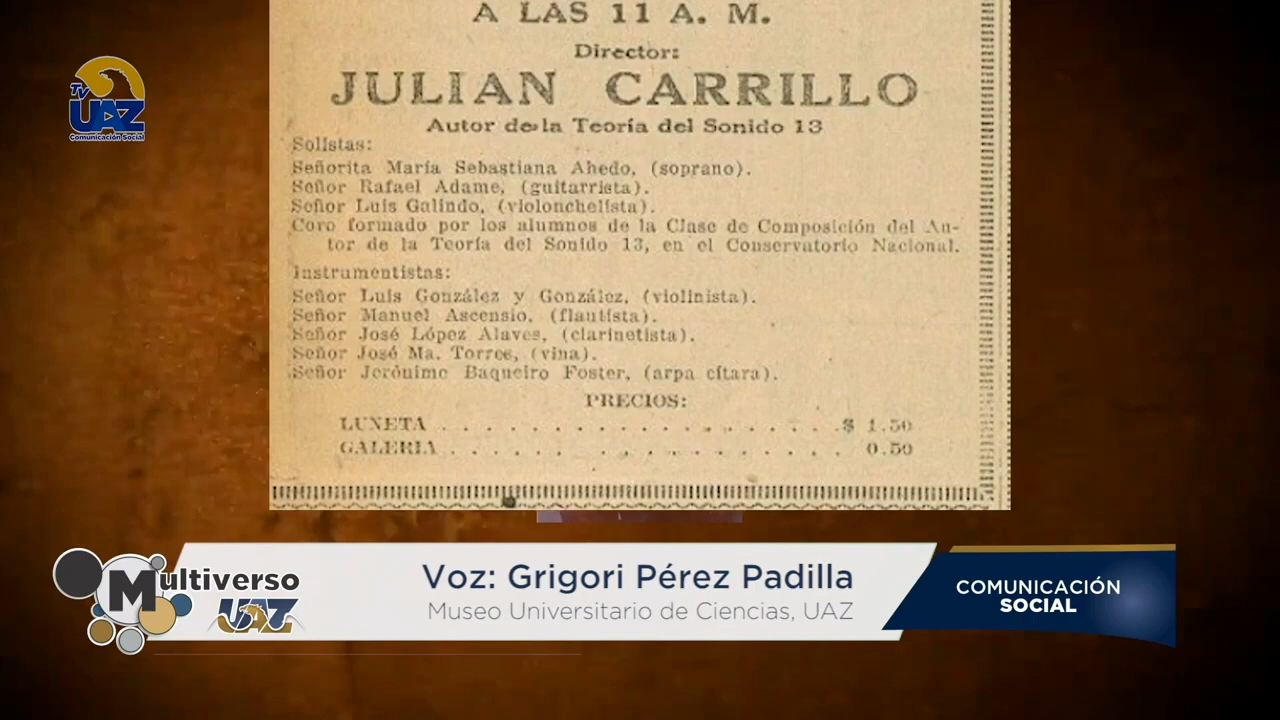 A LAS 11 A. M.
Director:
JULIAN CARRILLO
Autor de la Teoría del Sonido 13
Solistas:
Señorita María Sebastiana Ahedo, (soprano).
Señor Rafael Adame, (guitarrista).
Señor Luis Galindo, (violonchelista).
Coro formado por los alumnos de la Clase de Composición del Au-
tor de la Teoría del Sonido 13, en el Conservatorio Nacional.
Instrumentistas:
Señor Luis González y González, (violinista).
Señor Manuel Ascensio, (flautista).
Señor José López Alaves, (clarinetista).
Señor José Ma. Torres, (vina).
Señor Jerónimo Baqueiro Foster, (arpa cítara).
PRECIOS:
LUNETA . . . . . . . . . . . . . . . . . . $ 1.50
GALERIA . . . . . . . . . . . . . . . . . 0.50
TV
UAZ
Comunicación Social
Multiverso
UAZ
Voz: Grigori Pérez Padilla
Museo Universitario de Ciencias, UAZ
COMUNICACIÓN
SOCIAL